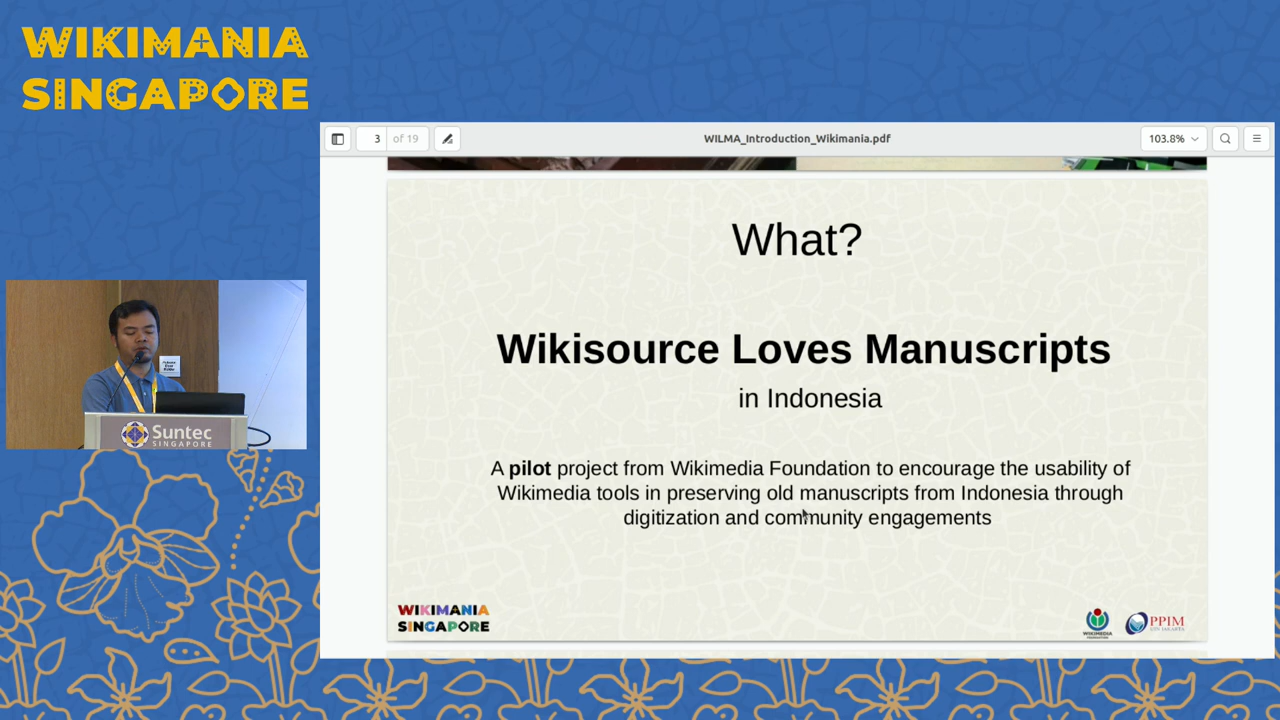 WIKIMANIA
SINGAPORE
3 of 19
WILMA_Introduction_Wikimania.pdf
103.8%
What?
Wikisource Loves Manuscripts
in Indonesia
A pilot project from Wikimedia Foundation to encourage the usability of
Wikimedia tools in preserving old manuscripts from Indonesia through
digitization and community engagements
Suntec
SINGAPORE
WIKIMANIA
SINGAPORE
WIKIMEDIA
FOUNDATION
PPIM
UIN JAKARTA